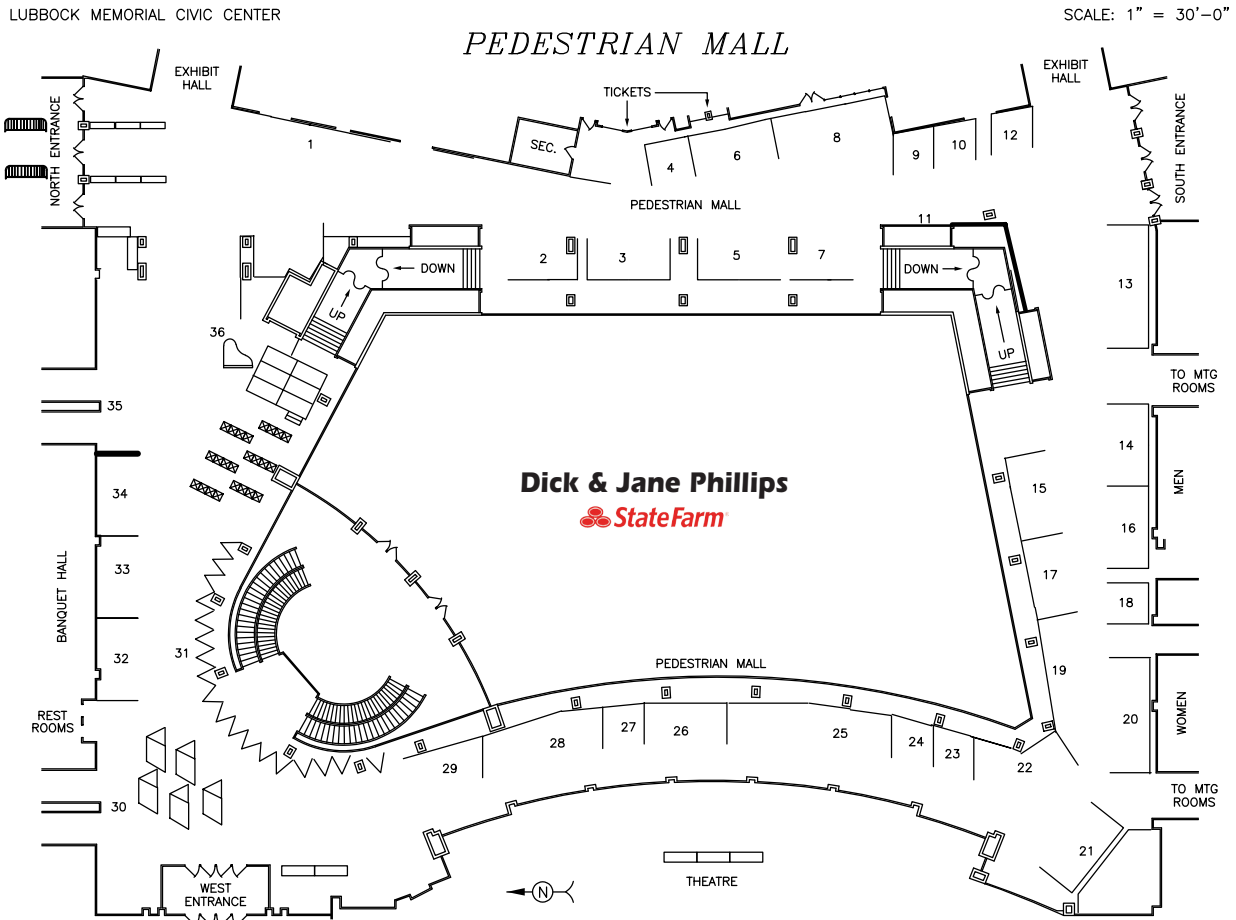 LUBBOCK MEMORIAL CIVIC CENTER
SCALE: 1" = 30'-0"
PEDESTRIAN MALL
EXHIBIT
HALL
EXHIBIT
HALL
TICKETS
NORTH ENTRANCE
SOUTH ENTRANCE
1
SEC.
4
6
8
9
10
12
PEDESTRIAN MALL
11
2
3
5
7
DOWN
DOWN
13
UP
UP
36
TO MTG
ROOMS
35
14
MEN
15
16
34
Dick & Jane Phillips
State Farm
33
17
18
BANQUET HALL
32
31
PEDESTRIAN MALL
19
20
WOMEN
REST
ROOMS
27
26
25
28
24
23
22
29
30
TO MTG
ROOMS
21
WEST
ENTRANCE
N
THEATRE